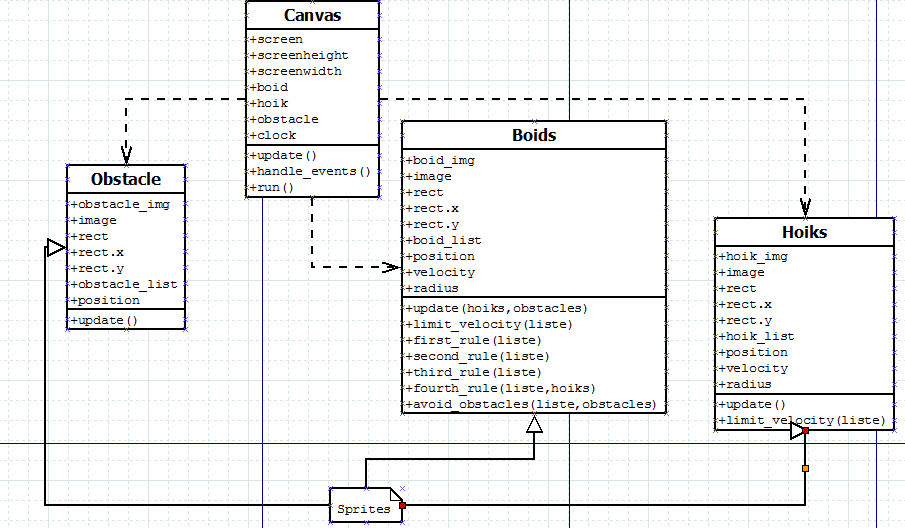 Canvas
+screen
+screenheight
+screenwidth
+boid
+hoik
+obstacle
+clock
+update()
+handle_events()
+run()
Obstacle
+obstacle_img
+image
+rect
+rect.x
+rect.y
+obstacle_list
+position
+update()
Boids
+boid_img
+image
+rect
+rect.x
+rect.y
+boid_list
+position
+velocity
+radius
+update(hoiks,obstacles)
+limit_velocity(liste)
+first_rule(liste)
+second_rule(liste)
+third_rule(liste)
+fourth_rule(liste,hoiks)
+avoid_obstacles(liste,obstacles)
Hoiks
+hoik_img
+image
+rect
+rect.x
+rect.y
+hoik_list
+position
+velocity
+radius
+update()
+limit_velocity(liste)
Sprites